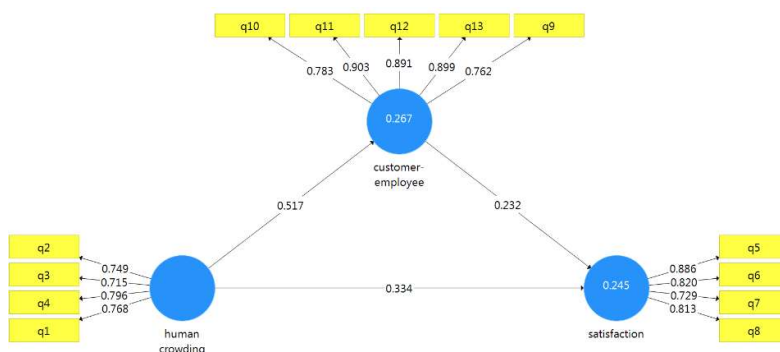 q10
q11
q12
q13
q9
0.783
0.903
0.891
0.899
0.762
0.267
customer-
employee
0.517
0.232
q2
q3
q4
q1
0.749
0.715
0.796
0.768
human
crowding
0.334
0.245
satisfaction
0.886
0.820
0.729
0.813
q5
q6
q7
q8